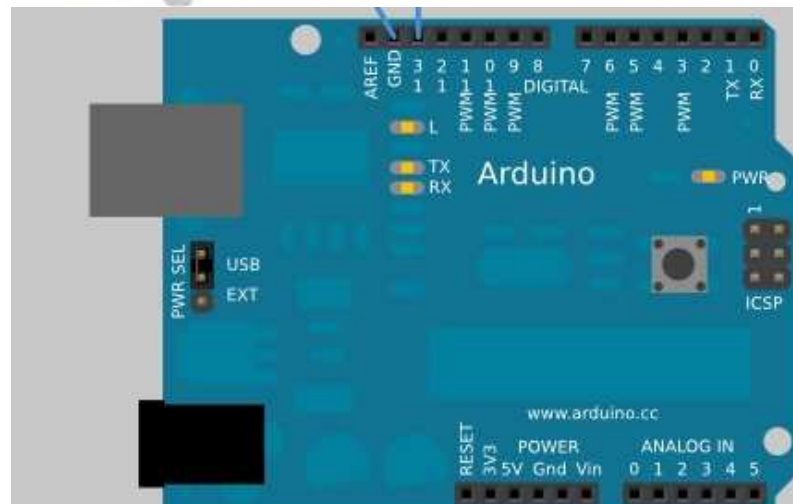 AREF
GND
13
12
PWM 11
PWM 10
PWM 9
8
DIGITAL
7
PWM 6
PWM 5
4
PWM 3
2
TX 1
RX 0
L
TX
RX
Arduino
PWR
1
ICSP
PWR SEL
USB
EXT
www.arduino.cc
POWER
RESET
3V3
5V Gnd Vin
ANALOG IN
0 1 2 3 4 5